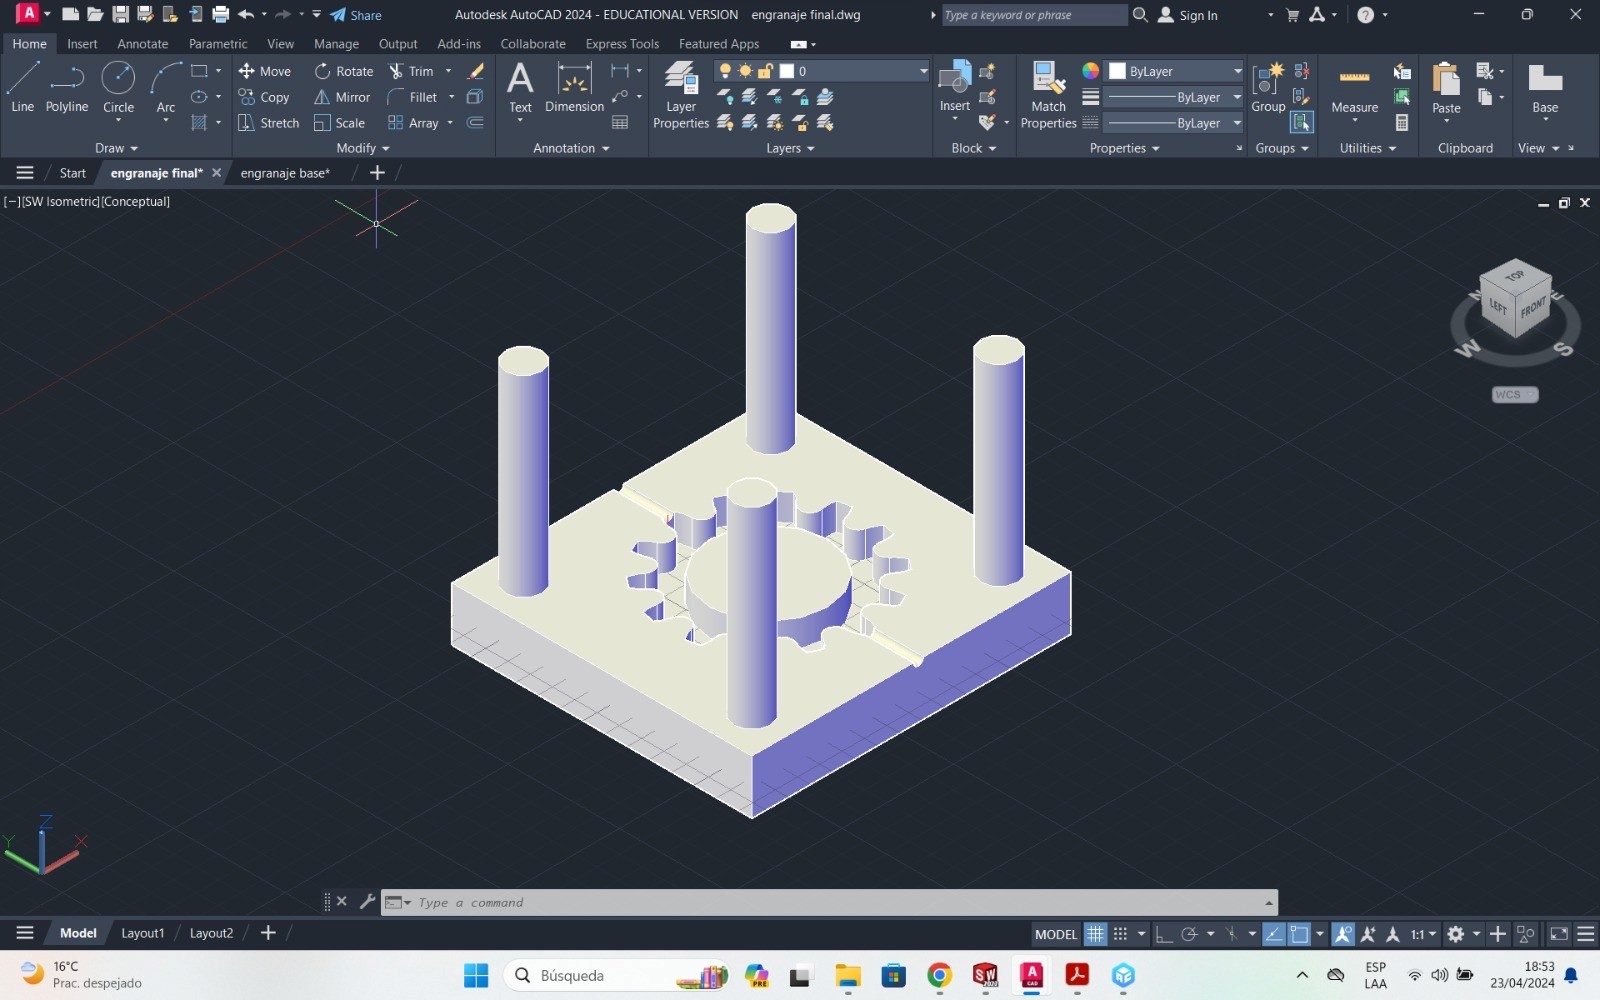 A Share Autodesk AutoCAD 2024 - EDUCATIONAL VERSION engranaje final.dwg Type a keyword or phrase Sign In ?
Home Insert Annotate Parametric View Manage Output Add-ins Collaborate Express Tools Featured Apps
Move Rotate Trim 0 ByLayer
Copy Mirror Fillet ByLayer
Line Polyline Circle Arc Text Dimension Layer Properties Insert Match Properties Group Measure Paste Base
Stretch Scale Array ByLayer
Draw Modify Annotation Layers Block Properties Groups Utilities Clipboard View
Start engranaje final* engranaje base*
[−][SW Isometric][Conceptual]
TOP
LEFT FRONT
N E
W S
WCS
Z
Y X
Type a command
Model Layout1 Layout2 MODEL 1:1
16°C
Prac. despejado
Búsqueda
PRE
SW
2020
A
CAD
ESP
LAA
18:53
23/04/2024